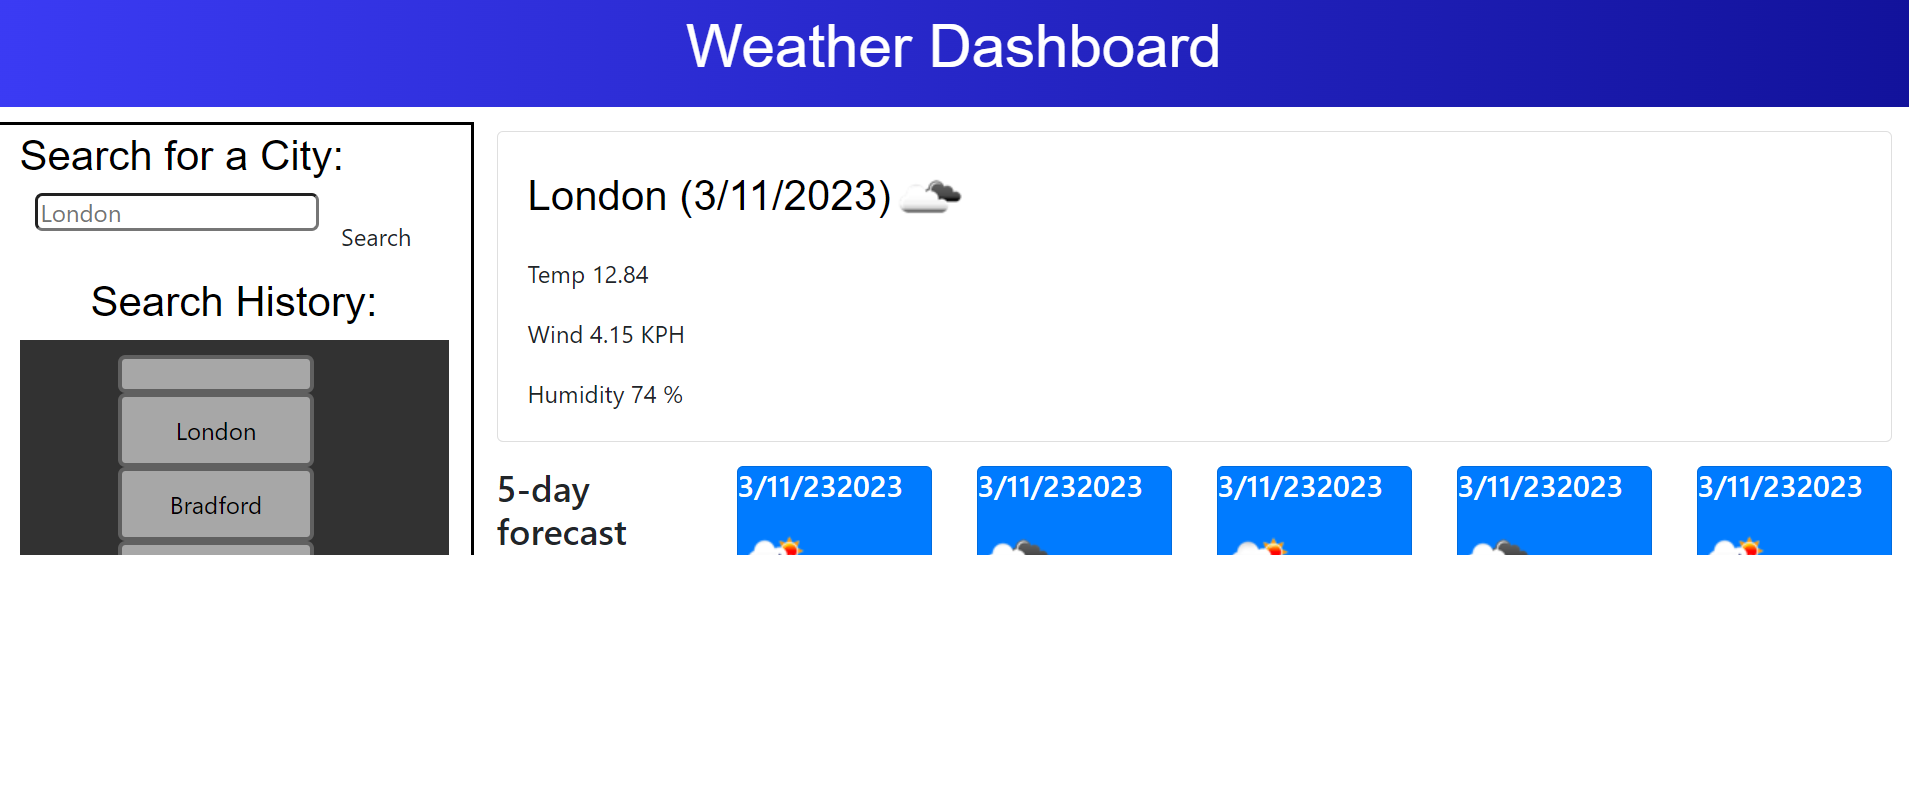 Weather Dashboard
Search for a City:
London
Search
Search History:
London
Bradford
London (3/11/2023)
Temp 12.84
Wind 4.15 KPH
Humidity 74 %
5-day
forecast
3/11/232023
3/11/232023
3/11/232023
3/11/232023
3/11/232023